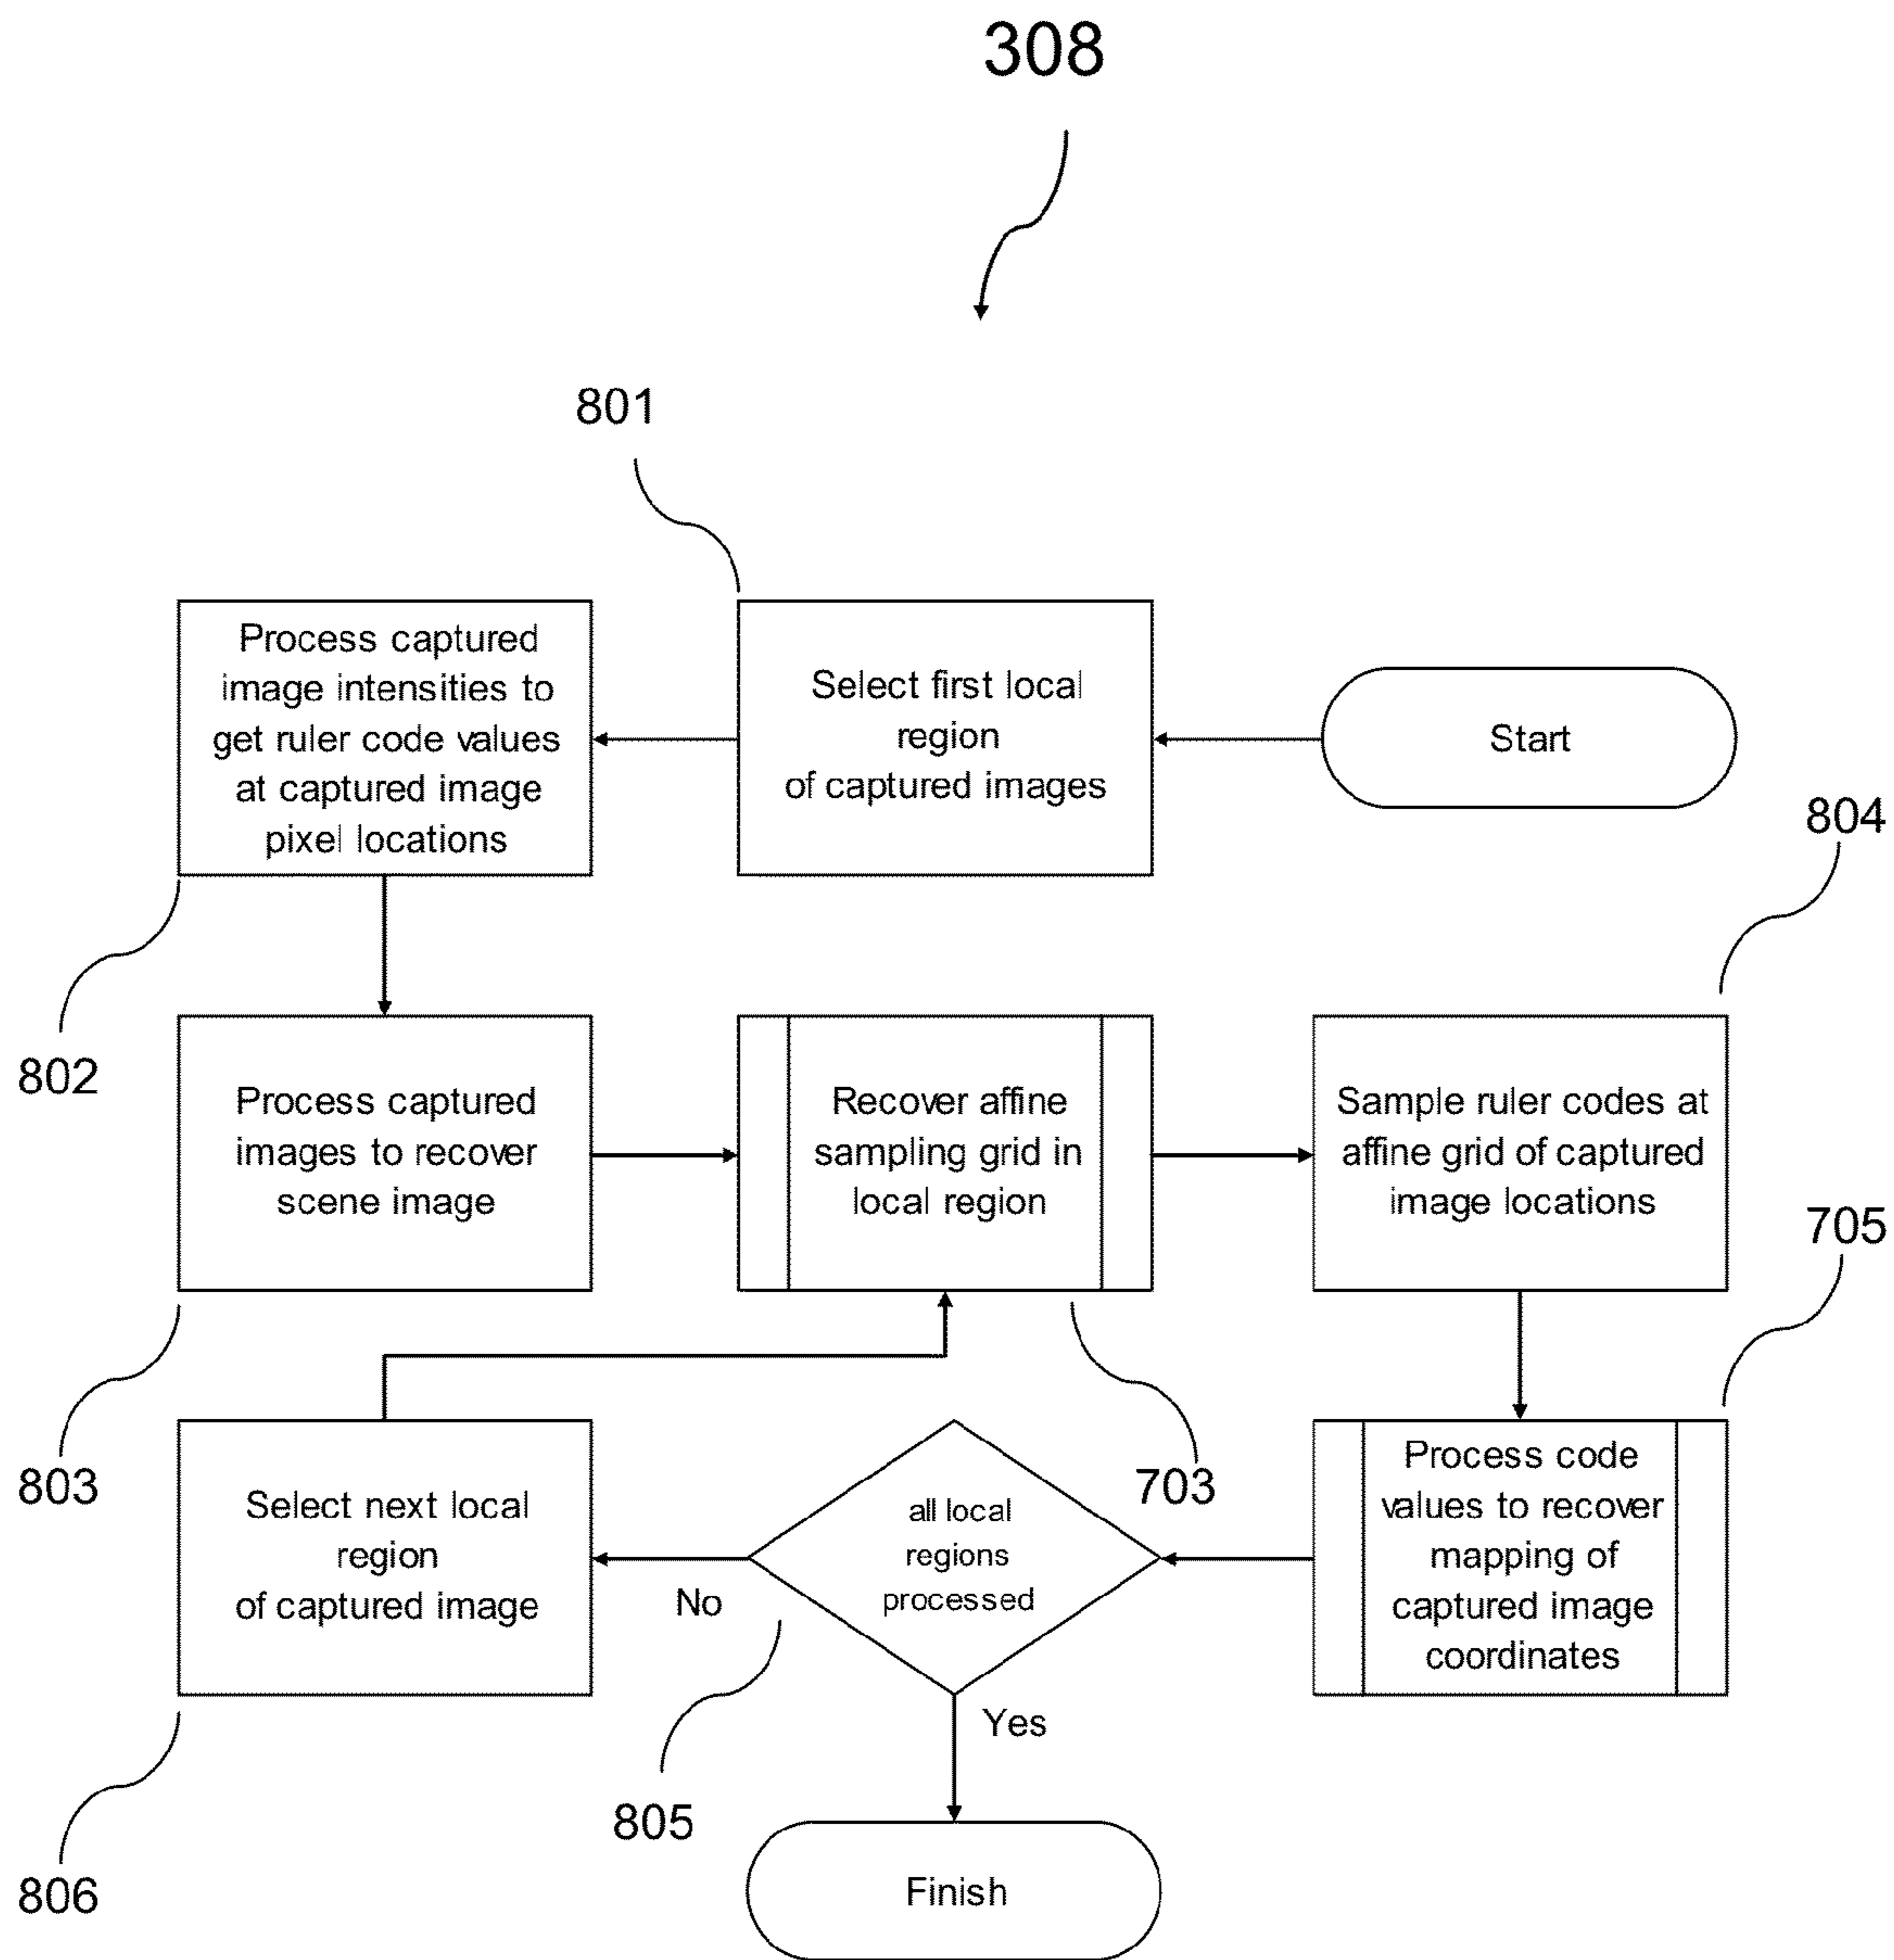 308
801
Process captured
image intensities to
get ruler code values
at captured image
pixel locations
Select first local
region
of captured images
Start
804
802
Process captured
images to recover
scene image
Recover affine
sampling grid in
local region
Sample ruler codes at
affine grid of captured
image locations
705
803
703
Select next local
region
of captured image
No
all local
regions
processed
Process code
values to recover
mapping of
captured image
coordinates
Yes
805
806
Finish